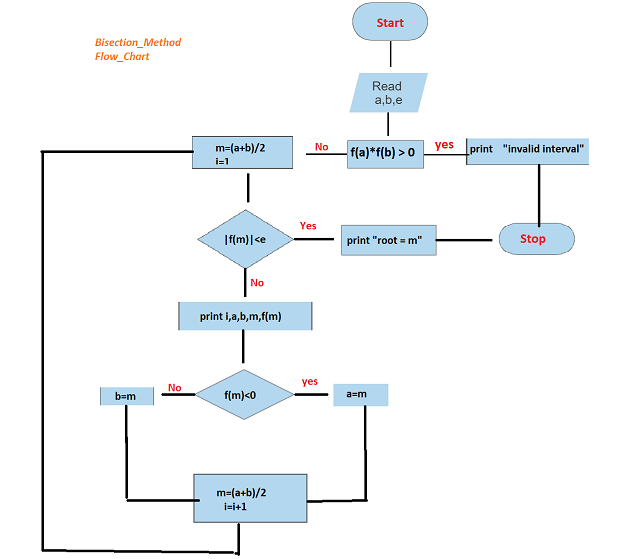 Start
Bisection_Method
Flow_Chart
Read
a,b,e
m=(a+b)/2
i=1
No
f(a)*f(b) > 0
yes
print "invalid interval"
|f(m)|<e
Yes
print "root = m"
Stop
No
print i,a,b,m,f(m)
b=m
No
f(m)<0
yes
a=m
m=(a+b)/2
i=i+1